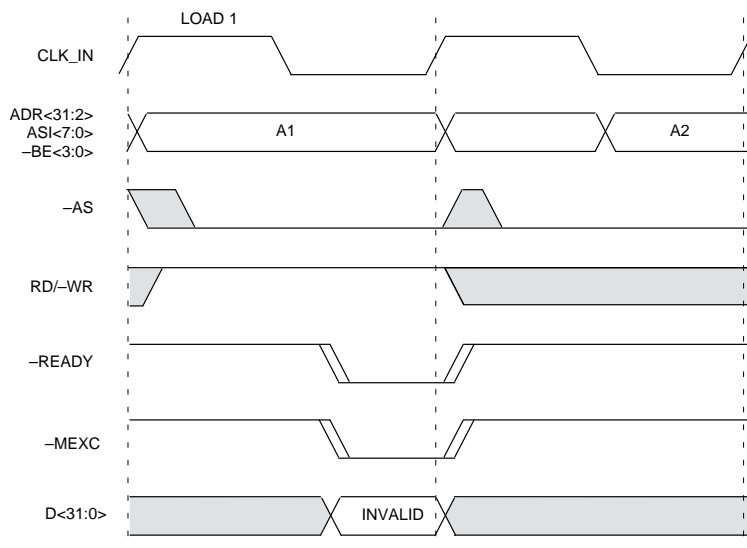 LOAD 1
CLK_IN
ADR<31:2>
ASI<7:0>
–BE<3:0>
A1
A2
–AS
RD/–WR
–READY
–MEXC
D<31:0>
INVALID